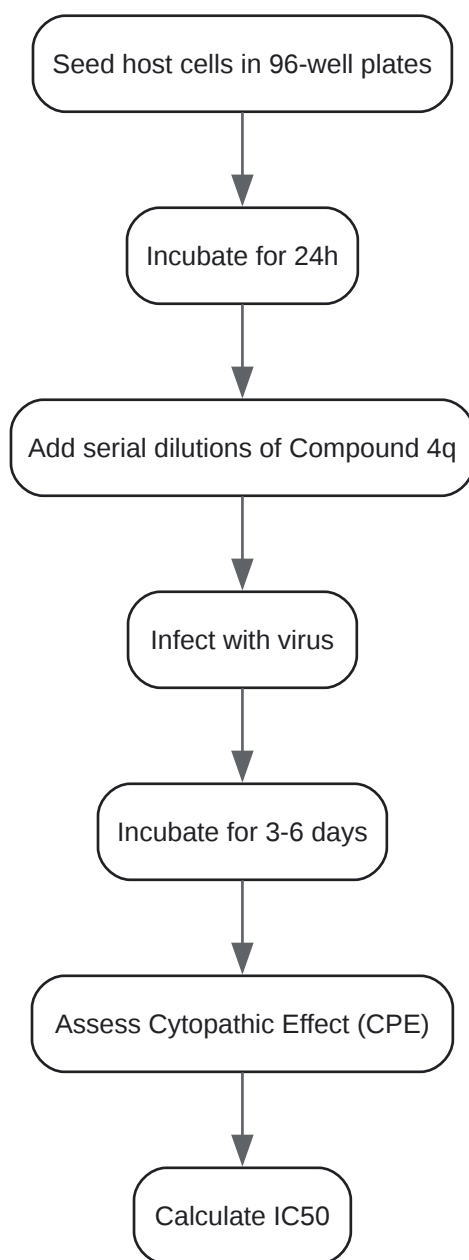 Seed host cells in 96-well plates
Incubate for 24h
Add serial dilutions of Compound 4q
Infect with virus
Incubate for 3-6 days
Assess Cytopathic Effect (CPE)
Calculate IC50